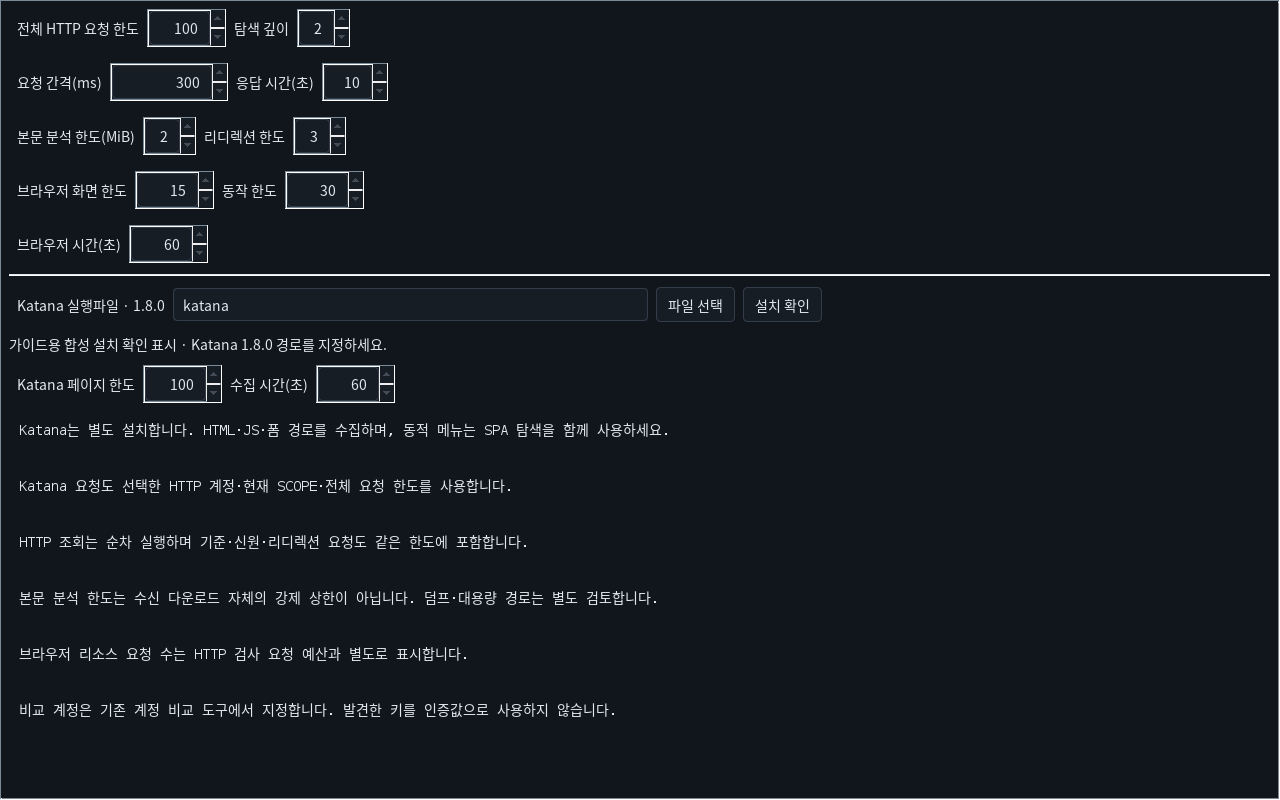 전체 HTTP 요청 한도 100 탐색 깊이 2
요청 간격(ms) 300 응답 시간(초) 10
본문 분석 한도(MiB) 2 리디렉션 한도 3
브라우저 화면 한도 15 동작 한도 30
브라우저 시간(초) 60
Katana 실행파일 · 1.8.0 katana 파일 선택 설치 확인
가이드용 합성 설치 확인 표시 · Katana 1.8.0 경로를 지정하세요.
Katana 페이지 한도 100 수집 시간(초) 60
Katana는 별도 설치합니다. HTML·JS·폼 경로를 수집하며, 동적 메뉴는 SPA 탐색을 함께 사용하세요.
Katana 요청도 선택한 HTTP 계정·현재 SCOPE·전체 요청 한도를 사용합니다.
HTTP 조회는 순차 실행하며 기준·신원·리디렉션 요청도 같은 한도에 포함합니다.
본문 분석 한도는 수신 다운로드 자체의 강제 상한이 아닙니다. 덤프·대용량 경로는 별도 검토합니다.
브라우저 리소스 요청 수는 HTTP 검사 요청 예산과 별도로 표시합니다.
비교 계정은 기존 계정 비교 도구에서 지정합니다. 발견한 키를 인증값으로 사용하지 않습니다.